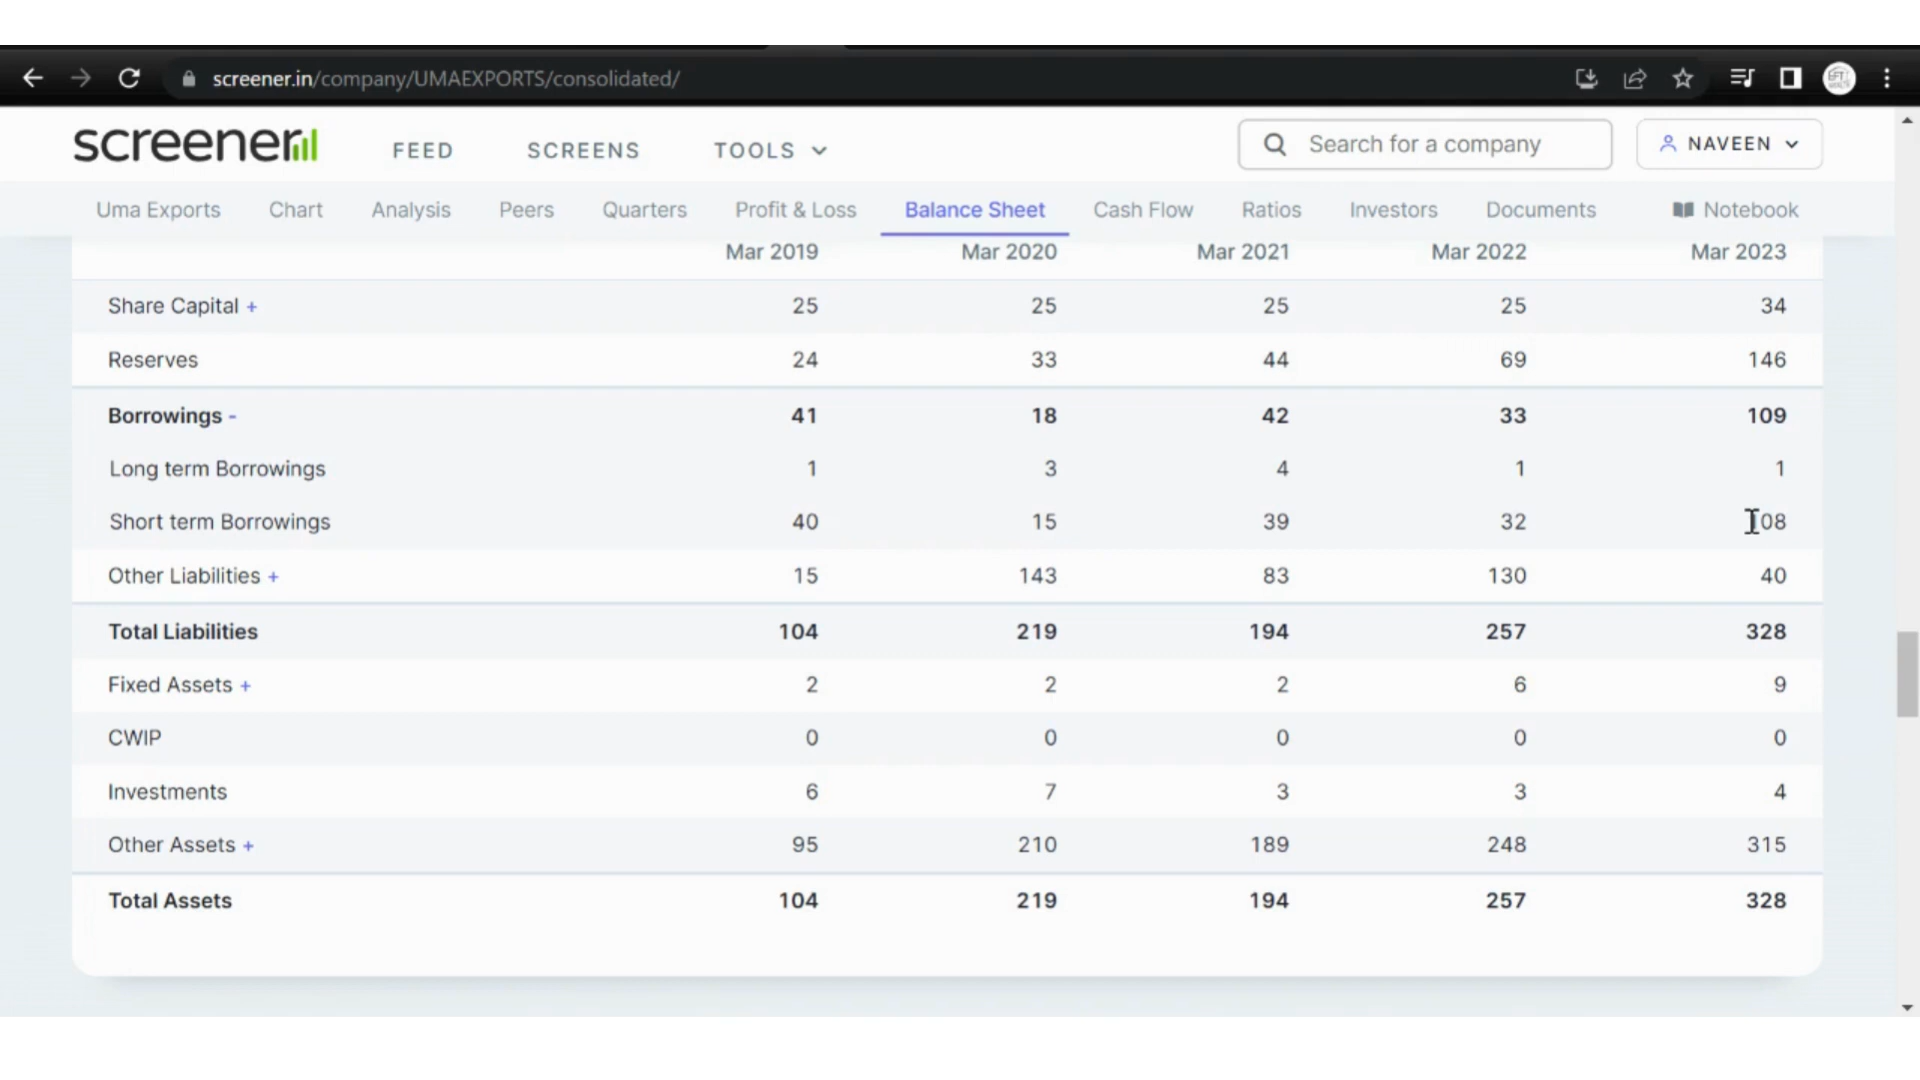 screener.in/company/UMAEXPORTS/consolidated/
screener FEED SCREENS TOOLS Search for a company NAVEEN
Uma Exports Chart Analysis Peers Quarters Profit & Loss Balance Sheet Cash Flow Ratios Investors Documents Notebook
Mar 2019 Mar 2020 Mar 2021 Mar 2022 Mar 2023
Share Capital + 25 25 25 25 34
Reserves 24 33 44 69 146
Borrowings - 41 18 42 33 109
Long term Borrowings 1 3 4 1 1
Short term Borrowings 40 15 39 32 108
Other Liabilities + 15 143 83 130 40
Total Liabilities 104 219 194 257 328
Fixed Assets + 2 2 2 6 9
CWIP 0 0 0 0 0
Investments 6 7 3 3 4
Other Assets + 95 210 189 248 315
Total Assets 104 219 194 257 328